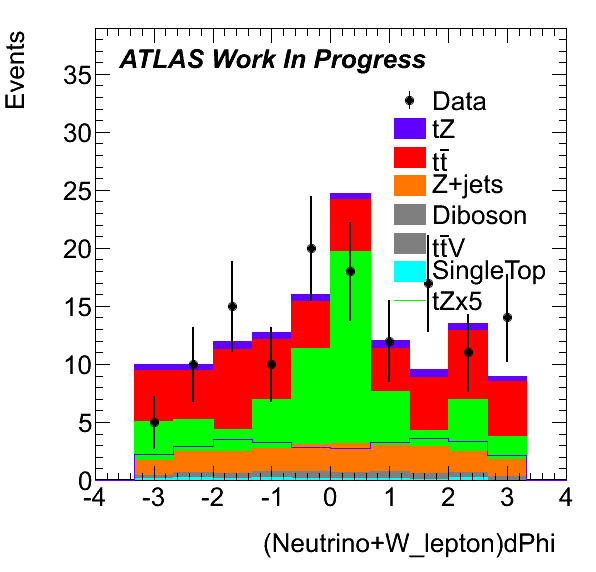 Events
ATLAS Work In Progress
Data
tZ
tt̄
Z+jets
Diboson
tt̄V
SingleTop
tZx5
35
30
25
20
15
10
5
0
-4 -3 -2 -1 0 1 2 3 4
(Neutrino+W_lepton)dPhi